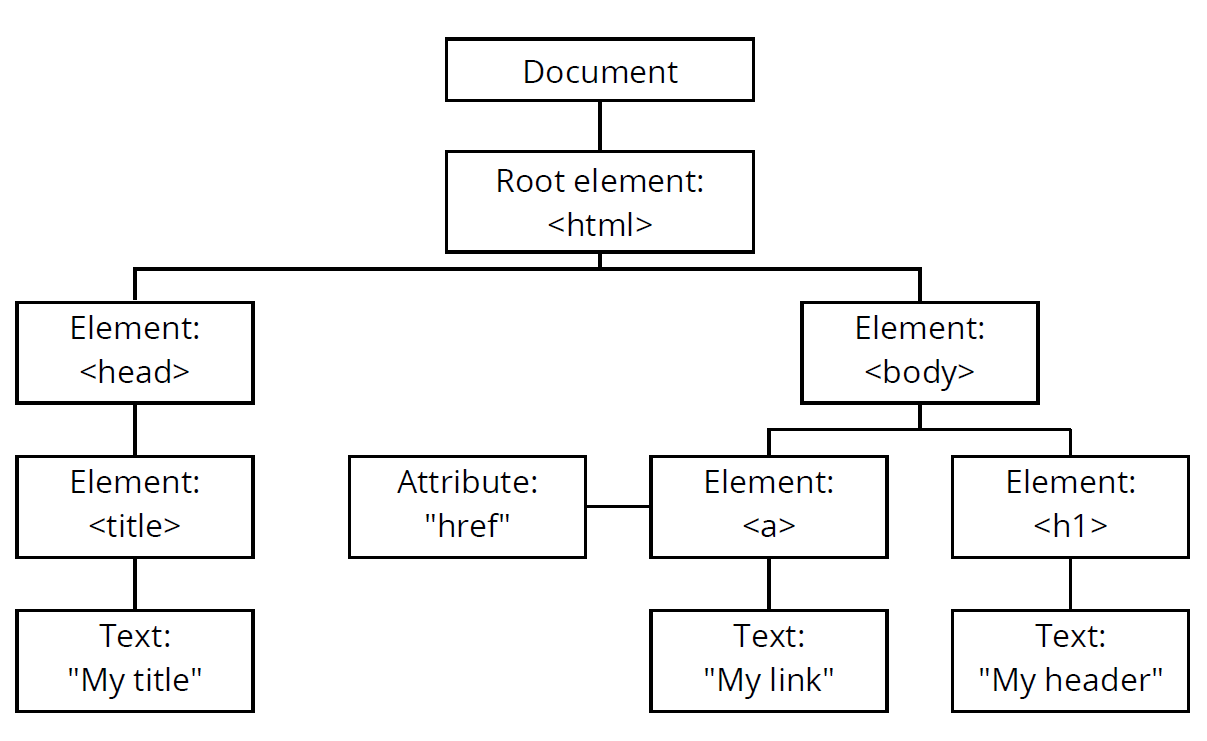 Document
Root element:
<html>
Element:
<head>
Element:
<body>
Element:
<title>
Attribute:
"href"
Element:
<a>
Element:
<h1>
Text:
"My title"
Text:
"My link"
Text:
"My header"